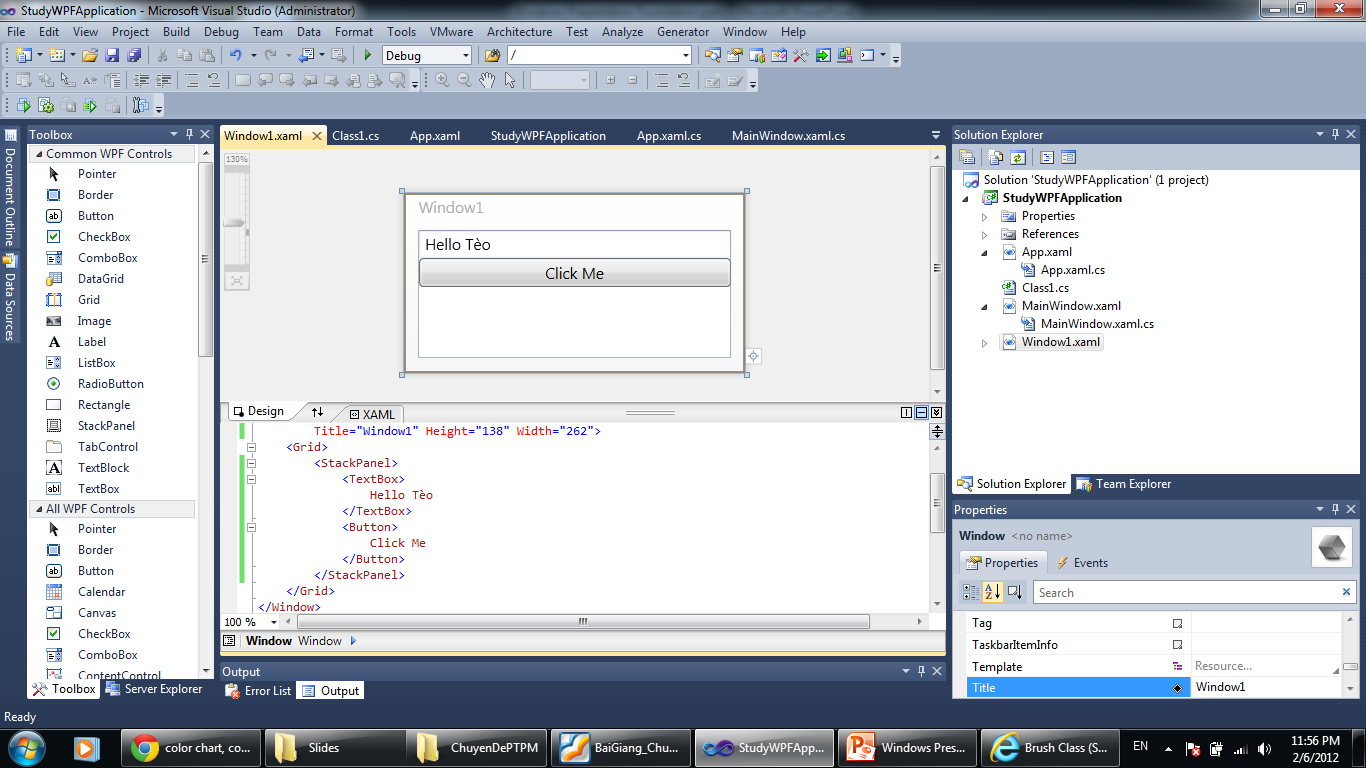 StudyWPFApplication - Microsoft Visual Studio (Administrator)
File Edit View Project Build Debug Team Data Format Tools VMware Architecture Test Analyze Generator Window Help
Debug /
Document Outline
Data Sources
Toolbox
Common WPF Controls
Pointer
Border
Button
CheckBox
ComboBox
DataGrid
Grid
Image
Label
ListBox
RadioButton
Rectangle
StackPanel
TabControl
TextBlock
TextBox
All WPF Controls
Pointer
Border
Button
Calendar
Canvas
CheckBox
ComboBox
ContentControl
Toolbox Server Explorer
Window1.xaml Class1.cs App.xaml StudyWPFApplication App.xaml.cs MainWindow.xaml.cs
130%
Window1
Hello Tèo
Click Me
Design XAML
Title="Window1" Height="138" Width="262">
<Grid>
<StackPanel>
<TextBox>
Hello Tèo
</TextBox>
<Button>
Click Me
</Button>
</StackPanel>
</Grid>
</Window>
100 %
Window Window
Output
Error List Output
Solution Explorer
Solution 'StudyWPFApplication' (1 project)
StudyWPFApplication
Properties
References
App.xaml
App.xaml.cs
Class1.cs
MainWindow.xaml
MainWindow.xaml.cs
Window1.xaml
Solution Explorer Team Explorer
Properties
Window <no name>
Properties Events
Search
Tag
TaskbarItemInfo
Template Resource...
Title Window1
Ready
color chart, co... Slides ChuyenDePTPM BaiGiang_Chu... StudyWPFApp... Windows Pres... Brush Class (S... EN
11:56 PM
2/6/2012